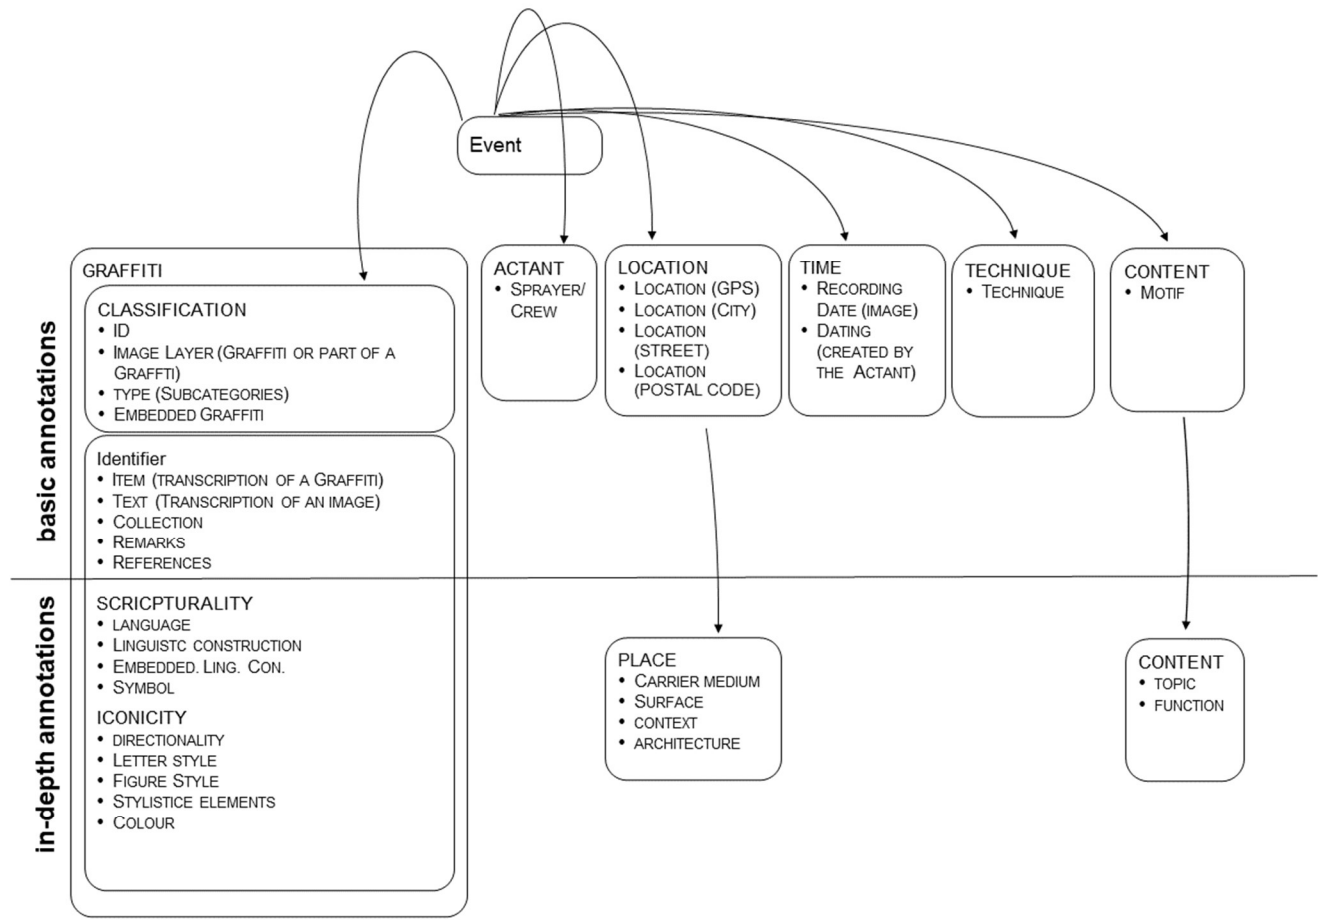 Event
GRAFFITI
CLASSIFICATION
• ID
• IMAGE LAYER (GRAFFITI OR PART OF A
GRAFFTI)
• TYPE (SUBCATEGORIES)
• EMBEDDED GRAFFITI
Identifier
• ITEM (TRANSCRIPTION OF A GRAFFITI)
• TEXT (TRANSCRIPTION OF AN IMAGE)
• COLLECTION
• REMARKS
• REFERENCES
ACTANT
• SPRAYER/
CREW
LOCATION
• LOCATION (GPS)
• LOCATION (CITY)
• LOCATION
(STREET)
• LOCATION
(POSTAL CODE)
TIME
• RECORDING
DATE (IMAGE)
• DATING
(CREATED BY
THE ACTANT)
TECHNIQUE
• TECHNIQUE
CONTENT
• MOTIF
basic annotations
SCRICPTURALITY
• LANGUAGE
• LINGUISTC CONSTRUCTION
• EMBEDDED. LING. CON.
• SYMBOL
ICONICITY
• DIRECTIONALITY
• LETTER STYLE
• FIGURE STYLE
• STYLISTICE ELEMENTS
• COLOUR
PLACE
• CARRIER MEDIUM
• SURFACE
• CONTEXT
• ARCHITECTURE
CONTENT
• TOPIC
• FUNCTION
in-depth annotations